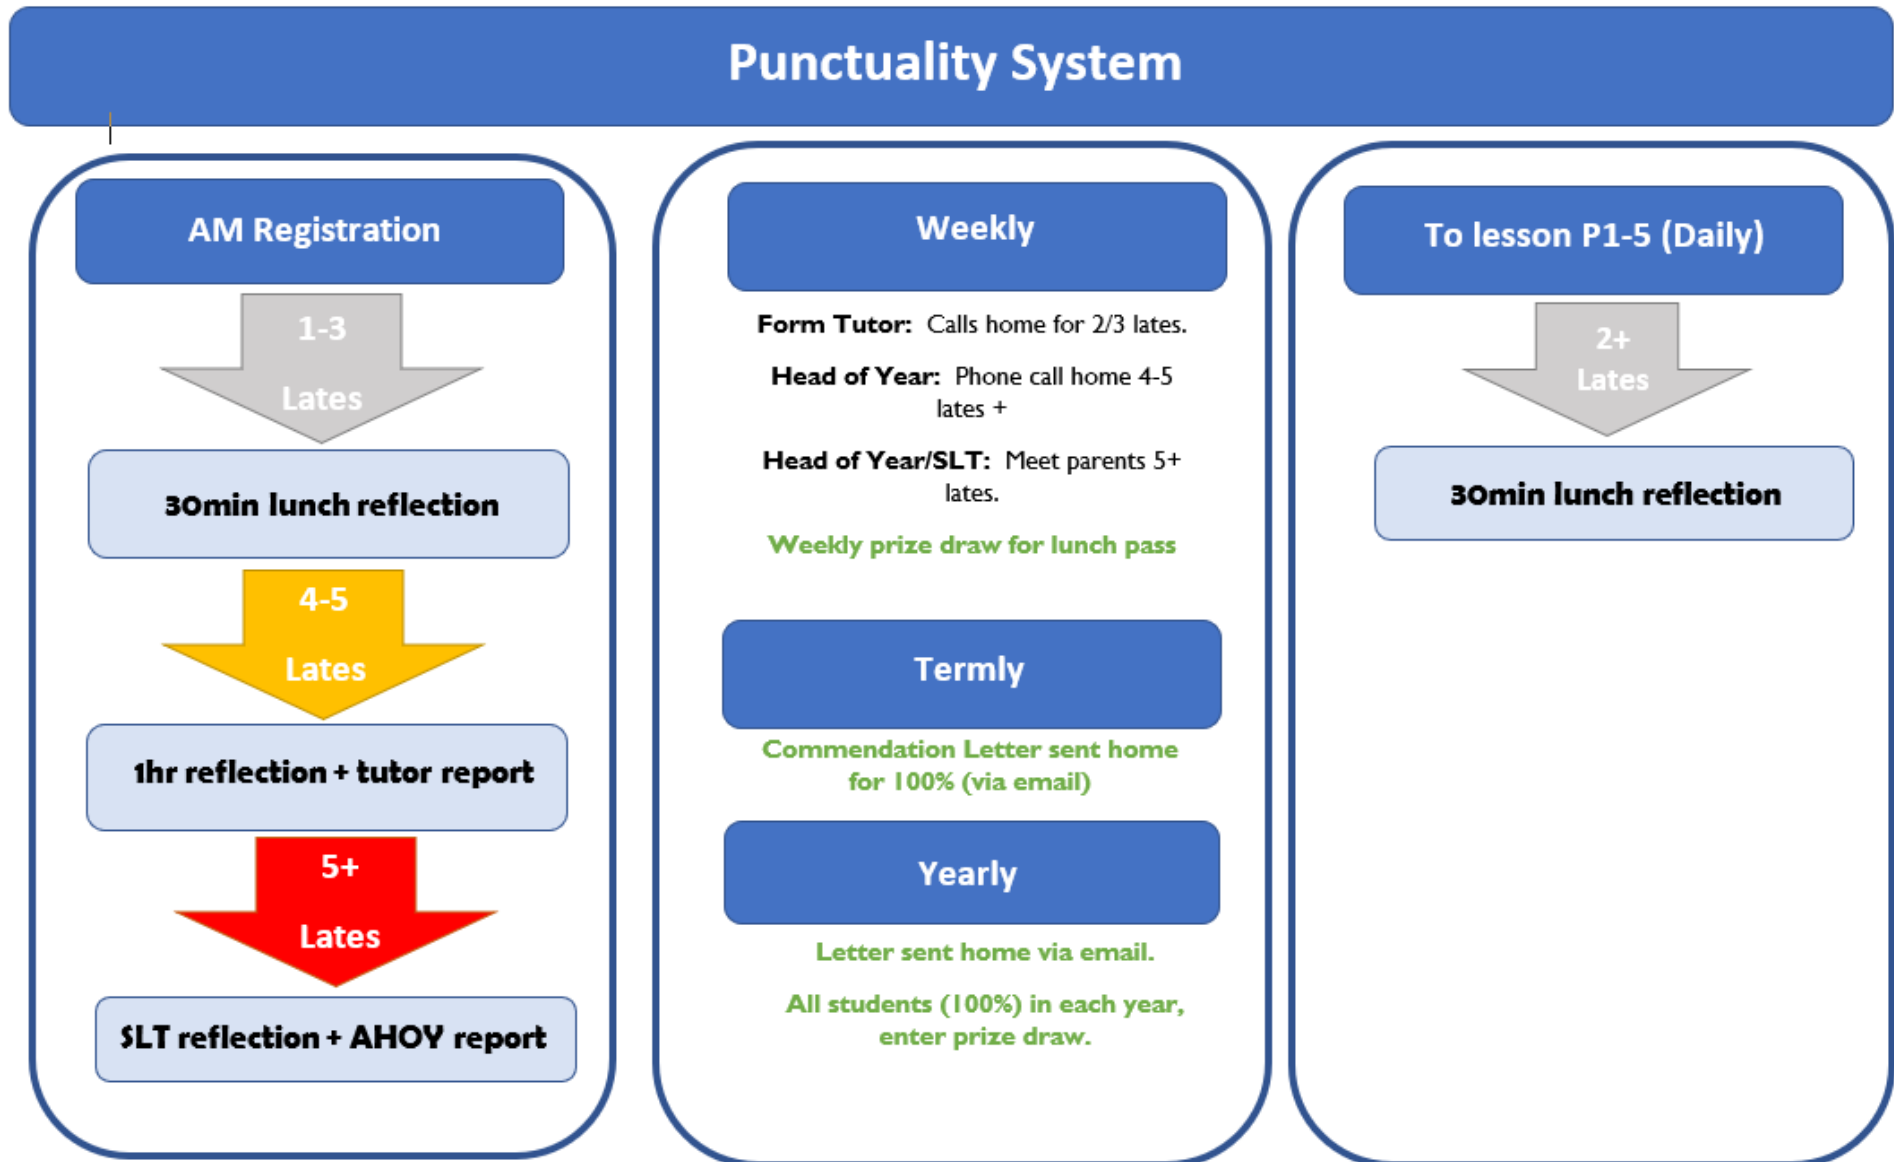 Punctuality System
AM Registration
1-3
Lates
30min lunch reflection
4-5
Lates
1hr reflection + tutor report
5+
Lates
SLT reflection + AHOY report
Weekly
Form Tutor: Calls home for 2/3 lates.
Head of Year: Phone call home 4-5
lates +
Head of Year/SLT: Meet parents 5+
lates.
Weekly prize draw for lunch pass
Termly
Commendation Letter sent home
for 100% (via email)
Yearly
Letter sent home via email.
All students (100%) in each year,
enter prize draw.
To lesson P1-5 (Daily)
2+
Lates
30min lunch reflection